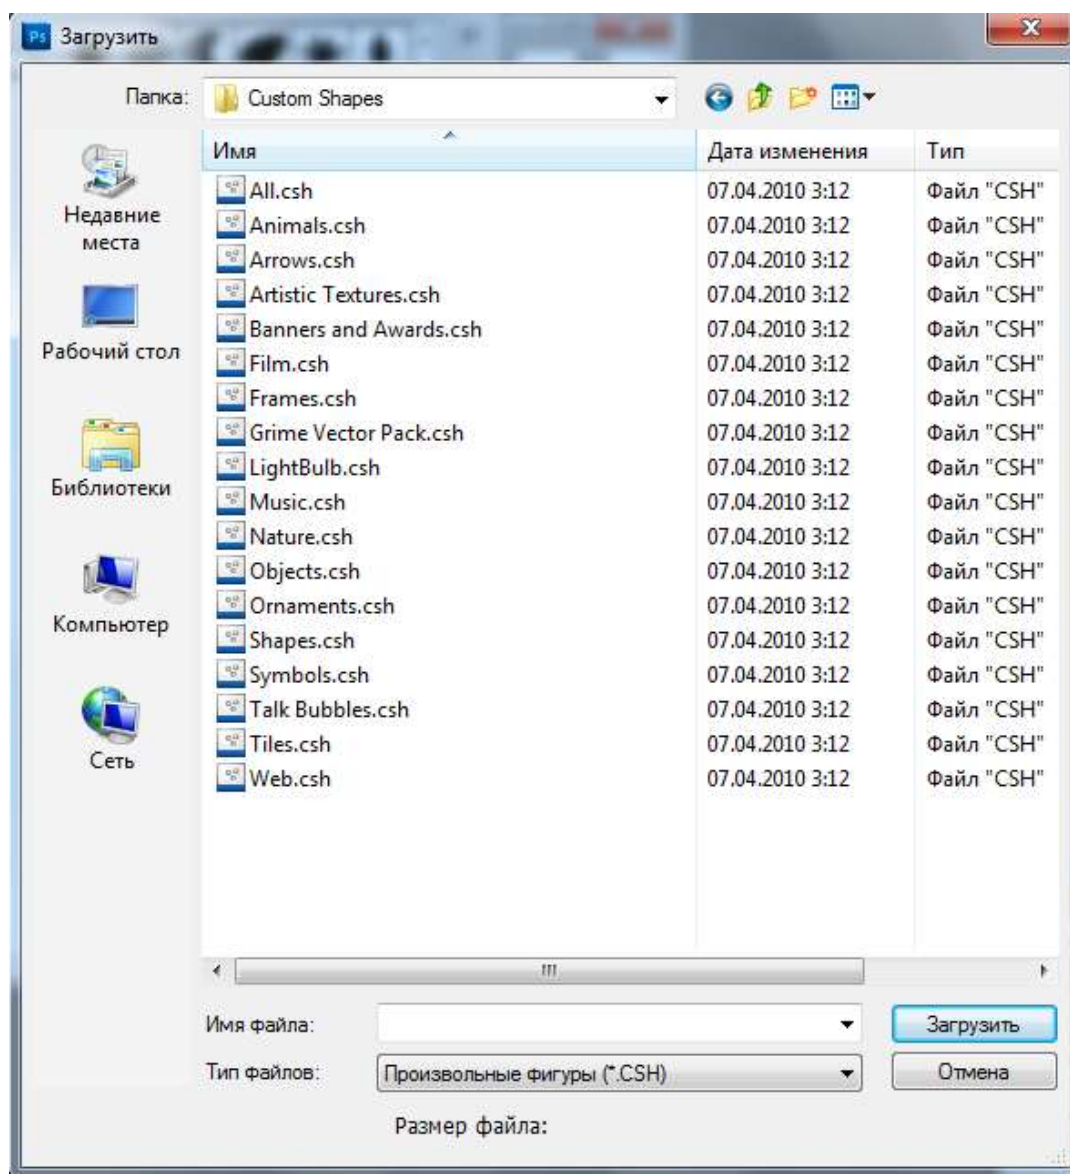 Ps Загрузить
Папка: Custom Shapes
Имя Дата изменения Тип
All.csh 07.04.2010 3:12 Файл "CSH"
Animals.csh 07.04.2010 3:12 Файл "CSH"
Arrows.csh 07.04.2010 3:12 Файл "CSH"
Artistic Textures.csh 07.04.2010 3:12 Файл "CSH"
Banners and Awards.csh 07.04.2010 3:12 Файл "CSH"
Film.csh 07.04.2010 3:12 Файл "CSH"
Frames.csh 07.04.2010 3:12 Файл "CSH"
Grime Vector Pack.csh 07.04.2010 3:12 Файл "CSH"
LightBulb.csh 07.04.2010 3:12 Файл "CSH"
Music.csh 07.04.2010 3:12 Файл "CSH"
Nature.csh 07.04.2010 3:12 Файл "CSH"
Objects.csh 07.04.2010 3:12 Файл "CSH"
Ornaments.csh 07.04.2010 3:12 Файл "CSH"
Shapes.csh 07.04.2010 3:12 Файл "CSH"
Symbols.csh 07.04.2010 3:12 Файл "CSH"
Talk Bubbles.csh 07.04.2010 3:12 Файл "CSH"
Tiles.csh 07.04.2010 3:12 Файл "CSH"
Web.csh 07.04.2010 3:12 Файл "CSH"
Недавние
места
Рабочий стол
Библиотеки
Компьютер
Сеть
Имя файла: Загрузить
Тип файлов: Произвольные фигуры (*.CSH) Отмена
Размер файла: